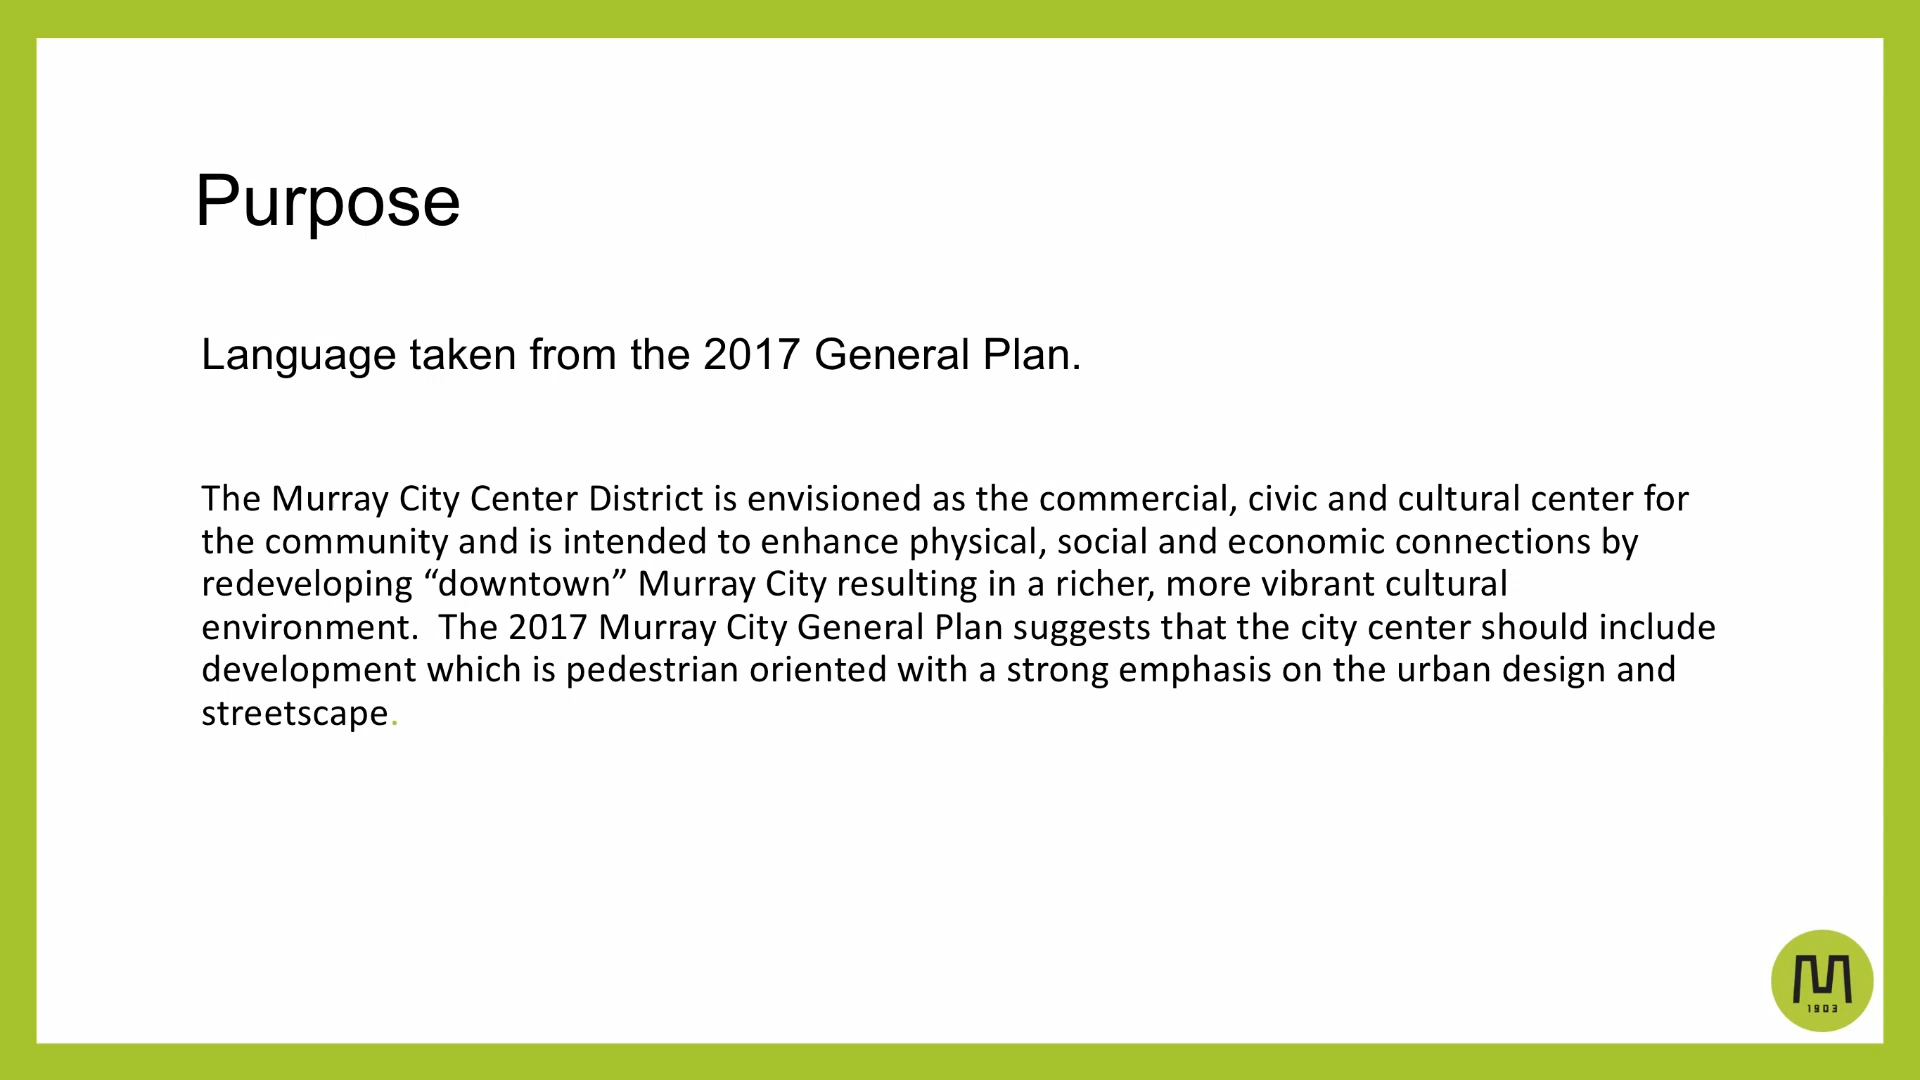 Purpose
Language taken from the 2017 General Plan.
The Murray City Center District is envisioned as the commercial, civic and cultural center for
the community and is intended to enhance physical, social and economic connections by
redeveloping “downtown” Murray City resulting in a richer, more vibrant cultural
environment.  The 2017 Murray City General Plan suggests that the city center should include
development which is pedestrian oriented with a strong emphasis on the urban design and
streetscape.
M
1903